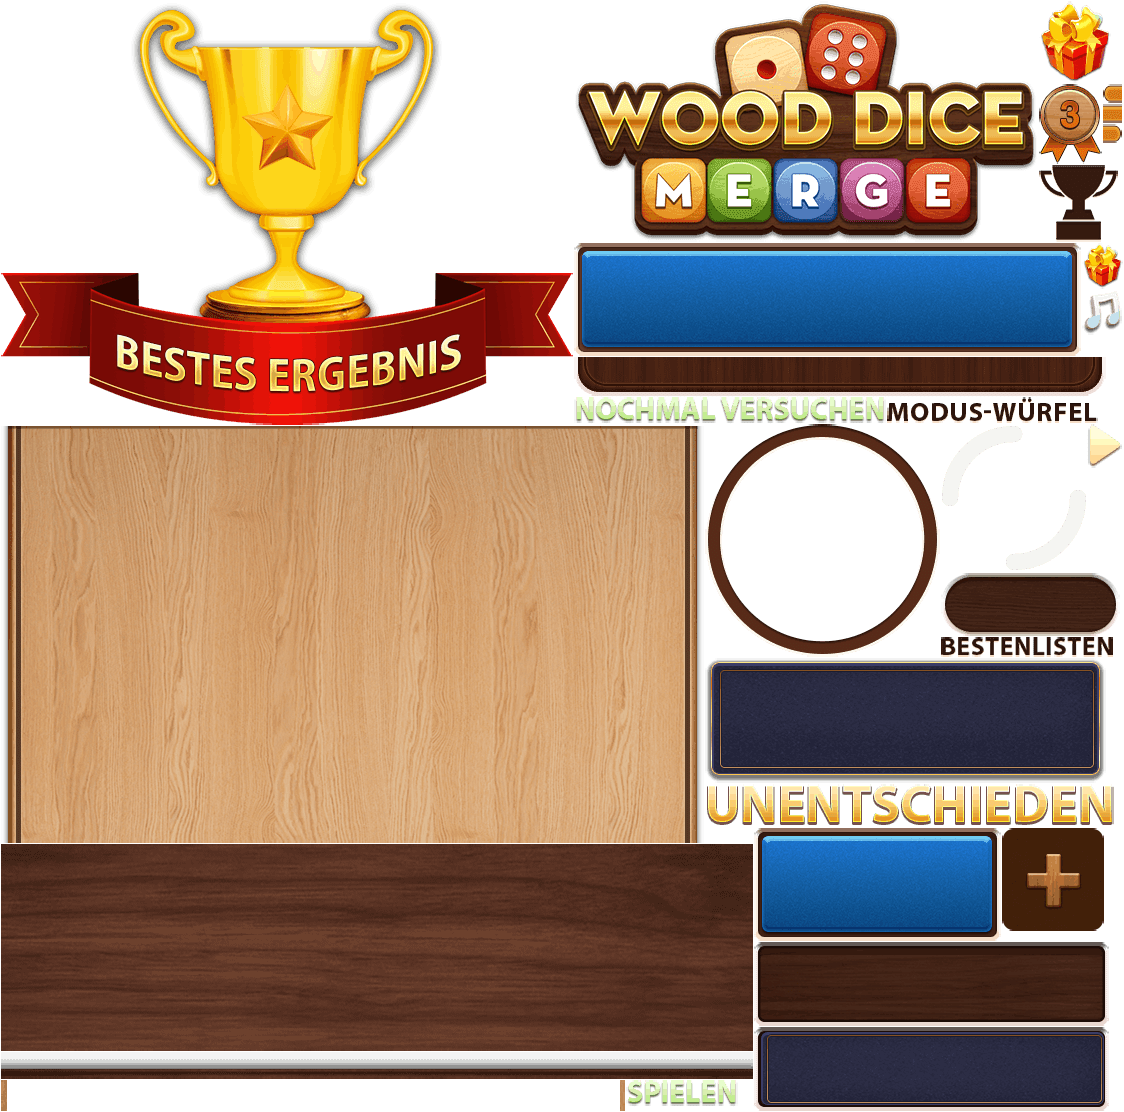 WOOD DICE
MERGE
3
BESTES ERGEBNIS
NOCHMAL VERSUCHEN
MODUS-WÜRFEL
BESTENLISTEN
UNENTSCHIEDEN
SPIELEN